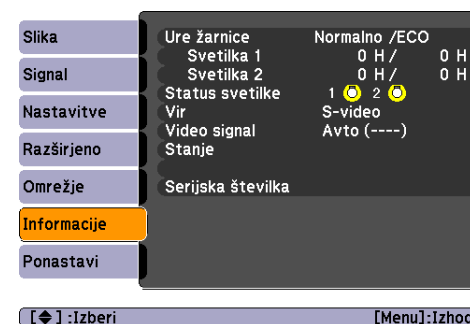 Slika
Signal
Nastavitve
Razširjeno
Omrežje
Informacije
Ponastavi
Ure žarnice Normalno /ECO
Svetilka 1 0 H / 0 H
Svetilka 2 0 H / 0 H
Status svetilke 1 2
Vir S-video
Video signal Avto (----)
Stanje
Serijska številka
[◆] :Izberi [Menu]:Izhod